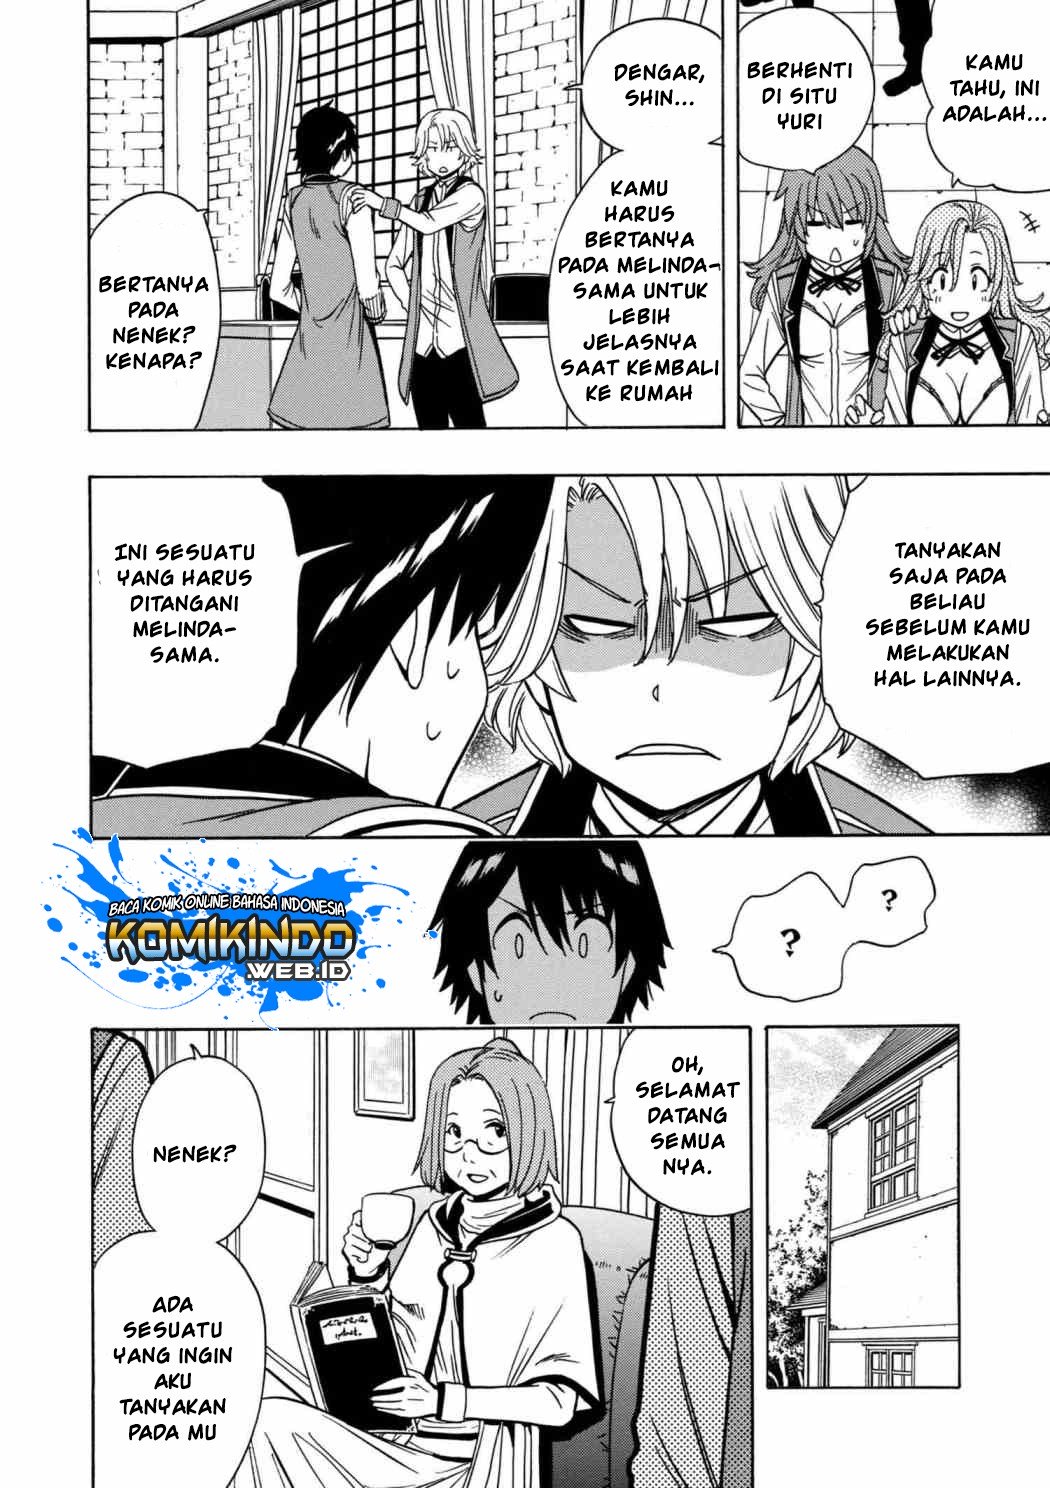 KAMU
TAHU, INI
ADALAH...
BERHENTI
DI SITU
YURI
DENGAR,
SHIN...
KAMU
HARUS
BERTANYA
PADA MELINDA-
SAMA UNTUK
LEBIH
JELASNYA
SAAT KEMBALI
KE RUMAH
BERTANYA
PADA
NENEK?
KENAPA?
TANYAKAN
SAJA PADA
BELIAU
SEBELUM KAMU
MELAKUKAN
HAL LAINNYA.
INI SESUATU
YANG HARUS
DITANGANI
MELINDA-
SAMA.
?
?
BACA KOMIK ONLINE BAHASA INDONESIA
KOMIKINDO
.WEB.ID
OH,
SELAMAT
DATANG
SEMUA
NYA.
NENEK?
ADA
SESUATU
YANG INGIN
AKU
TANYAKAN
PADA MU